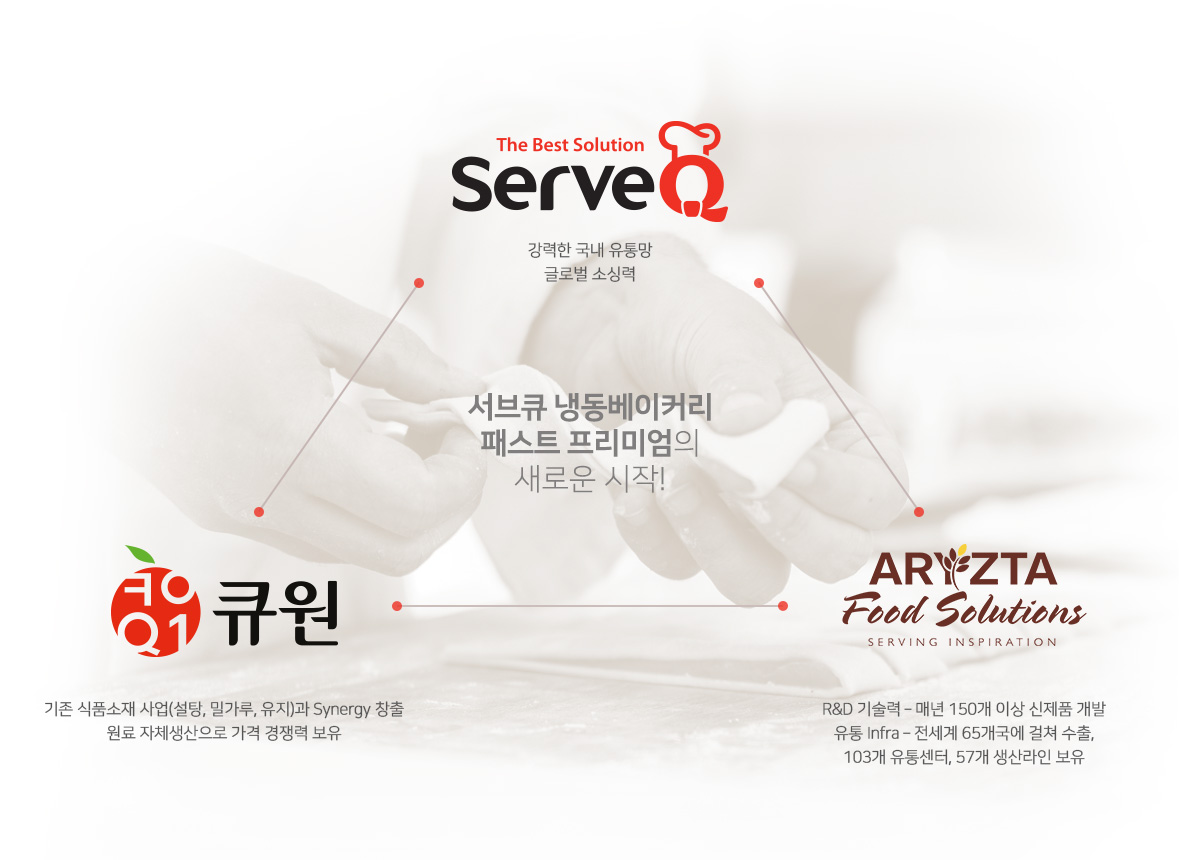 The Best Solution
ServeQ
강력한 국내 유통망
글로벌 소싱력
서브큐 냉동베이커리
패스트 프리미엄의
새로운 시작!
큐원
Q1
큐원
기존 식품소재 사업(설탕, 밀가루, 유지)과 Synergy 창출
원료 자체생산으로 가격 경쟁력 보유
ARYZTA
Food Solutions
SERVING INSPIRATION
R&D 기술력 – 매년 150개 이상 신제품 개발
유통 Infra – 전세계 65개국에 걸쳐 수출,
103개 유통센터, 57개 생산라인 보유